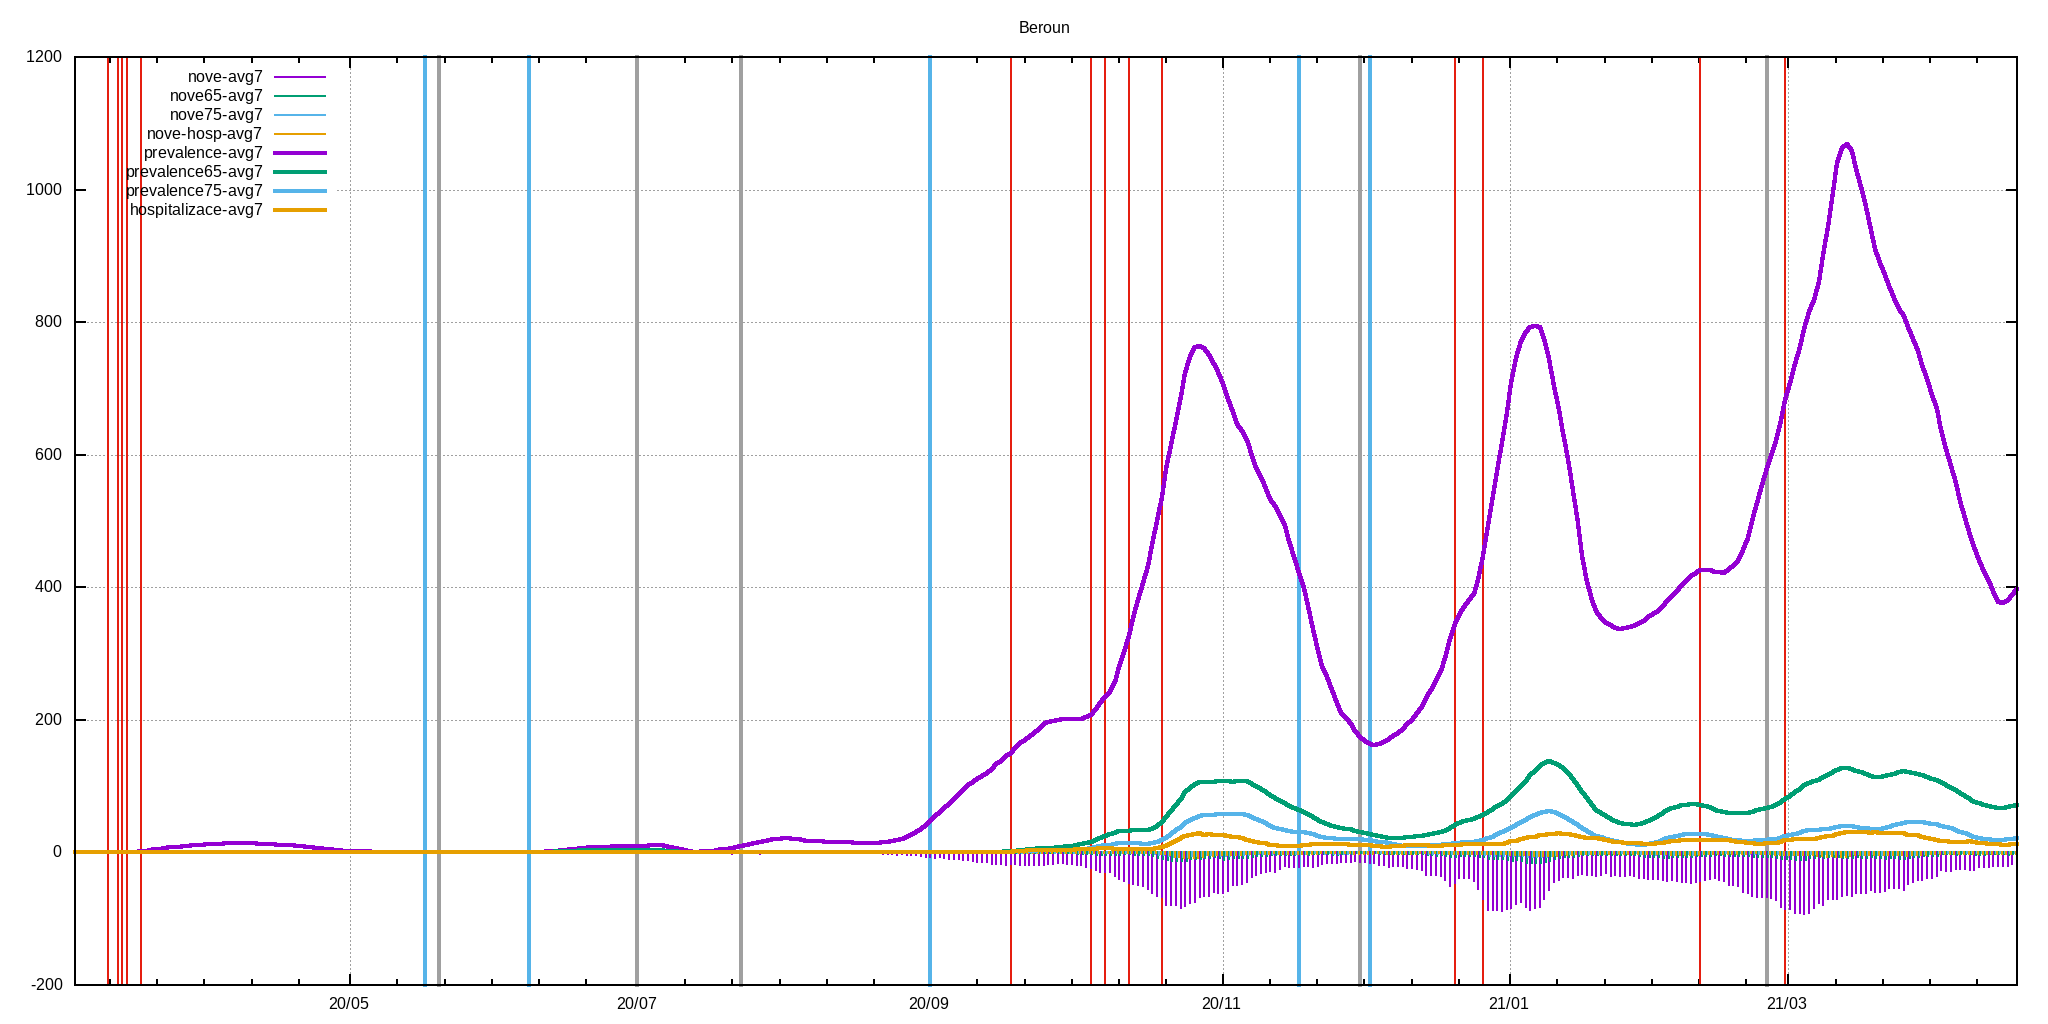 Beroun
1200
1000
800
600
400
200
0
-200
nove-avg7
nove65-avg7
nove75-avg7
nove-hosp-avg7
prevalence-avg7
prevalence65-avg7
prevalence75-avg7
hospitalizace-avg7
20/05 20/07 20/09 20/11 21/01 21/03